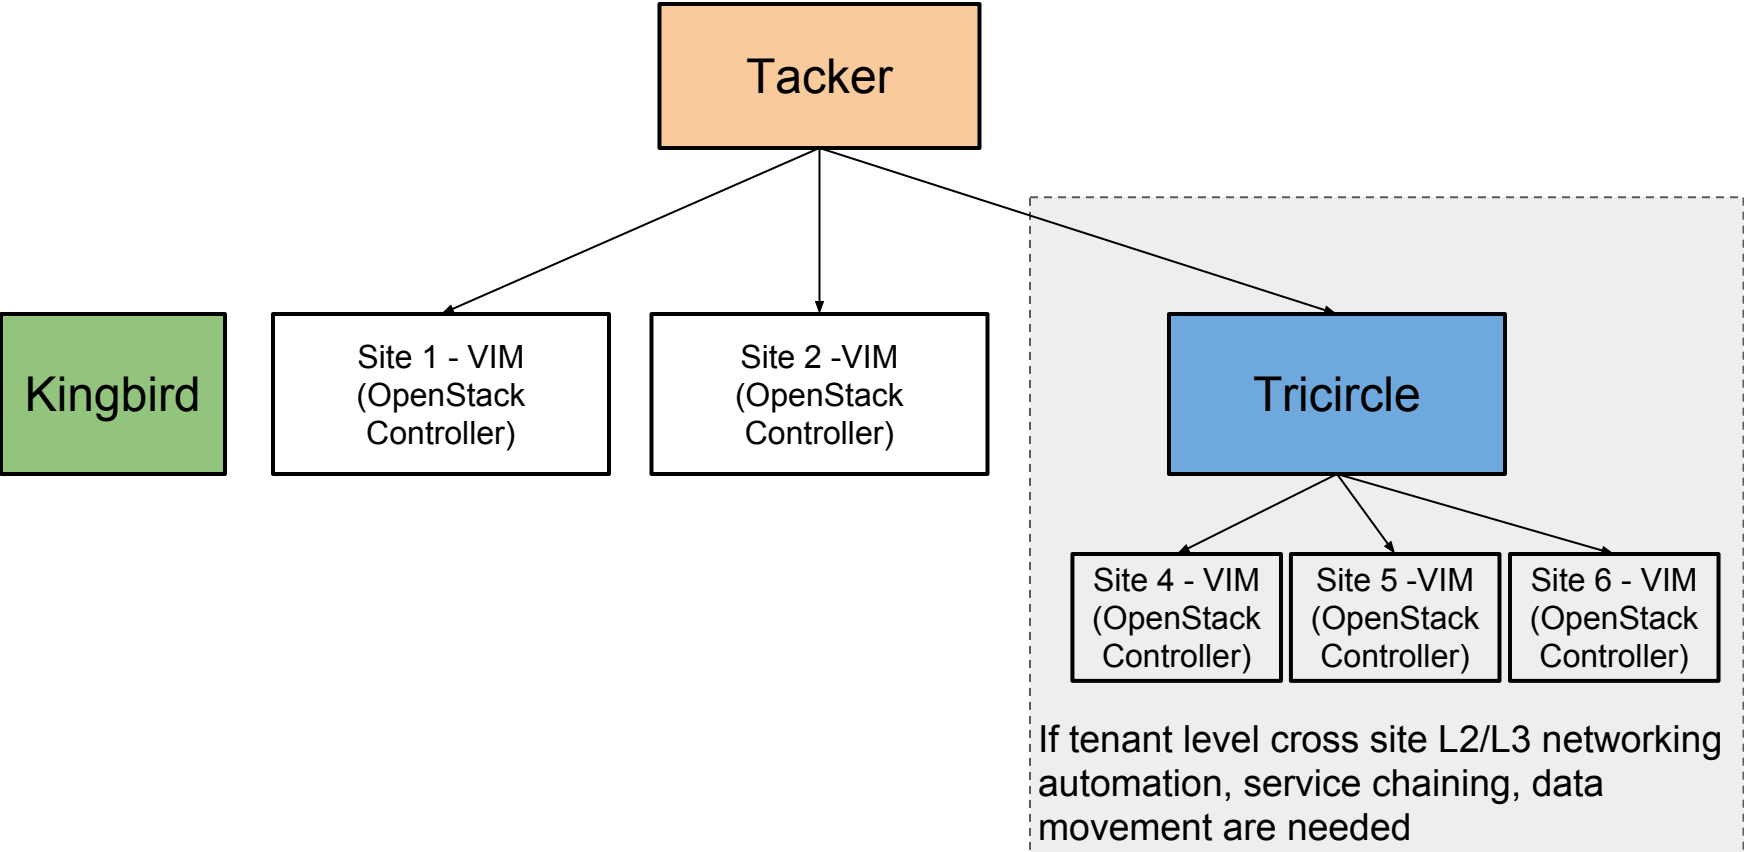 Tacker
Kingbird
Site 1 - VIM
(OpenStack
Controller)
Site 2 -VIM
(OpenStack
Controller)
Tricircle
Site 4 - VIM
(OpenStack
Controller)
Site 5 -VIM
(OpenStack
Controller)
Site 6 - VIM
(OpenStack
Controller)
If tenant level cross site L2/L3 networking
automation, service chaining, data
movement are needed